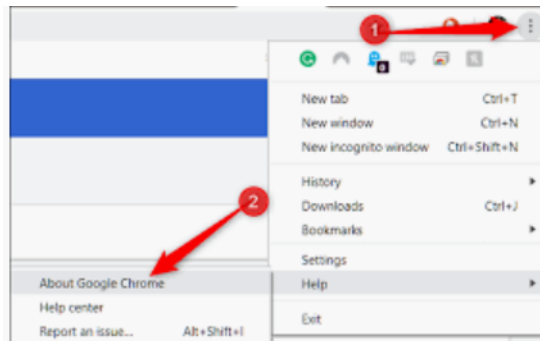 1
0
New tab Ctrl+T
New window Ctrl+N
New incognito window Ctrl+Shift+N
History
Downloads Ctrl+J
Bookmarks
2
Settings
About Google Chrome
Help
Help center
Exit
Report an issue... Alt+Shift+I